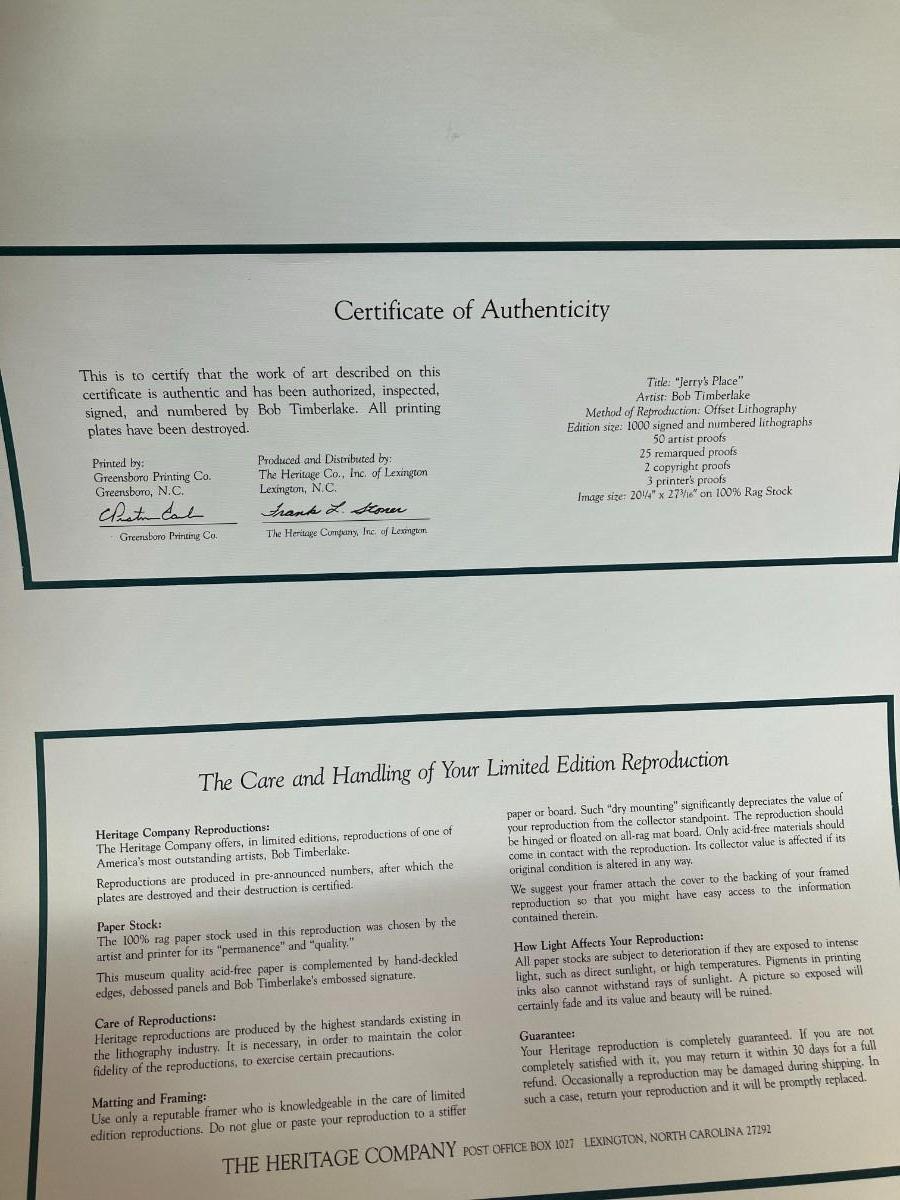 Certificate of Authenticity
This is to certify that the work of art described on this
certificate is authentic and has been authorized, inspected,
signed, and numbered by Bob Timberlake. All printing
plates have been destroyed.
Printed by:
Greensboro Printing Co.
Greensboro, N.C.
Greensboro Printing Co.
Produced and Distributed by:
The Heritage Co., Inc. of Lexington
Lexington, N.C.
Frank L. Stoner
The Heritage Company, Inc. of Lexington
Title: "Jerry's Place"
Artist: Bob Timberlake
Method of Reproduction: Offset Lithography
Edition size: 1000 signed and numbered lithographs
50 artist proofs
25 remarqued proofs
2 copyright proofs
3 printer's proofs
Image size: 20¼" x 27³⁄₁₆" on 100% Rag Stock
The Care and Handling of Your Limited Edition Reproduction
Heritage Company Reproductions:
The Heritage Company offers, in limited editions, reproductions of one of
America's most outstanding artists, Bob Timberlake.
Reproductions are produced in pre-announced numbers, after which the
plates are destroyed and their destruction is certified.
Paper Stock:
The 100% rag paper stock used in this reproduction was chosen by the
artist and printer for its "permanence" and "quality."
This museum quality acid-free paper is complemented by hand-deckled
edges, debossed panels and Bob Timberlake's embossed signature.
Care of Reproductions:
Heritage reproductions are produced by the highest standards existing in
the lithography industry. It is necessary, in order to maintain the color
fidelity of the reproductions, to exercise certain precautions.
Matting and Framing:
Use only a reputable framer who is knowledgeable in the care of limited
edition reproductions. Do not glue or paste your reproduction to a stiffer
paper or board. Such "dry mounting" significantly depreciates the value of
your reproduction from the collector standpoint. The reproduction should
be hinged or floated on all-rag mat board. Only acid-free materials should
come in contact with the reproduction. Its collector value is affected if its
original condition is altered in any way.
We suggest your framer attach the cover to the backing of your framed
reproduction so that you might have easy access to the information
contained therein.
How Light Affects Your Reproduction:
All paper stocks are subject to deterioration if they are exposed to intense
light, such as direct sunlight, or high temperatures. Pigments in printing
inks also cannot withstand rays of sunlight. A picture so exposed will
certainly fade and its value and beauty will be ruined.
Guarantee:
Your Heritage reproduction is completely guaranteed. If you are not
completely satisfied with it, you may return it within 30 days for a full
refund. Occasionally a reproduction may be damaged during shipping. In
such a case, return your reproduction and it will be promptly replaced.
THE HERITAGE COMPANY POST OFFICE BOX 1027 LEXINGTON, NORTH CAROLINA 27292